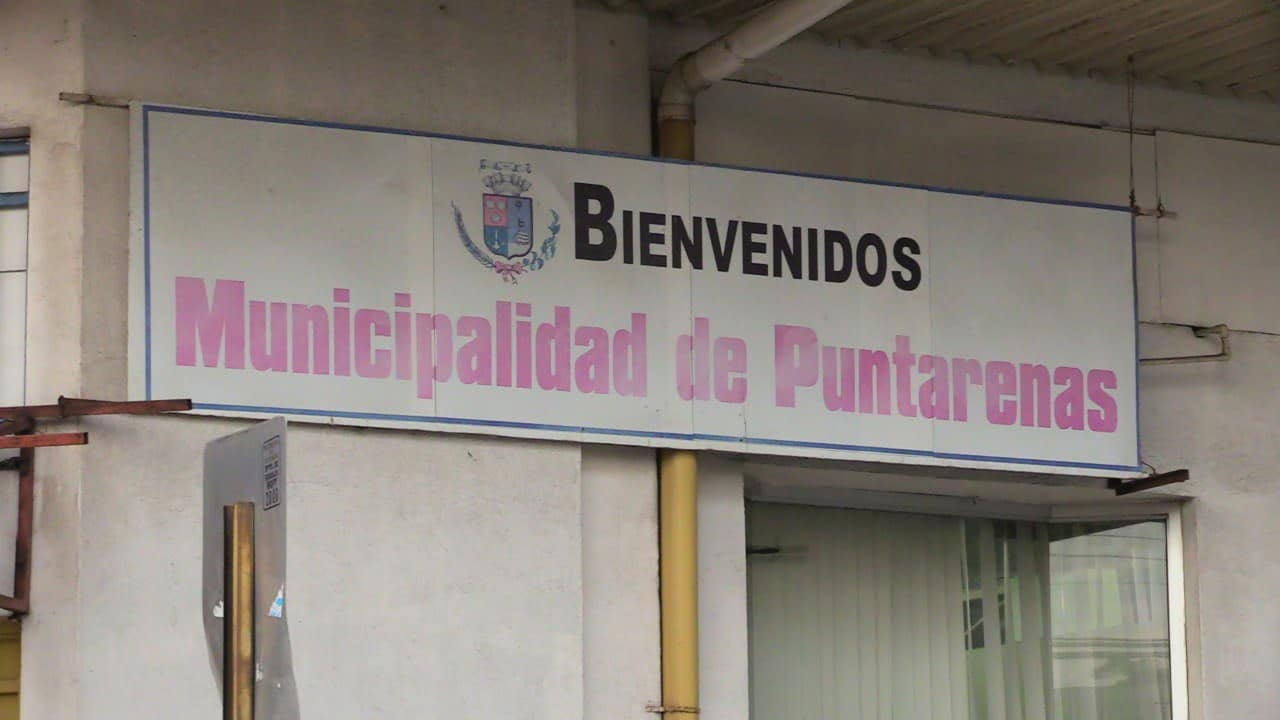 BIENVENIDOS
Municipalidad de Puntarenas